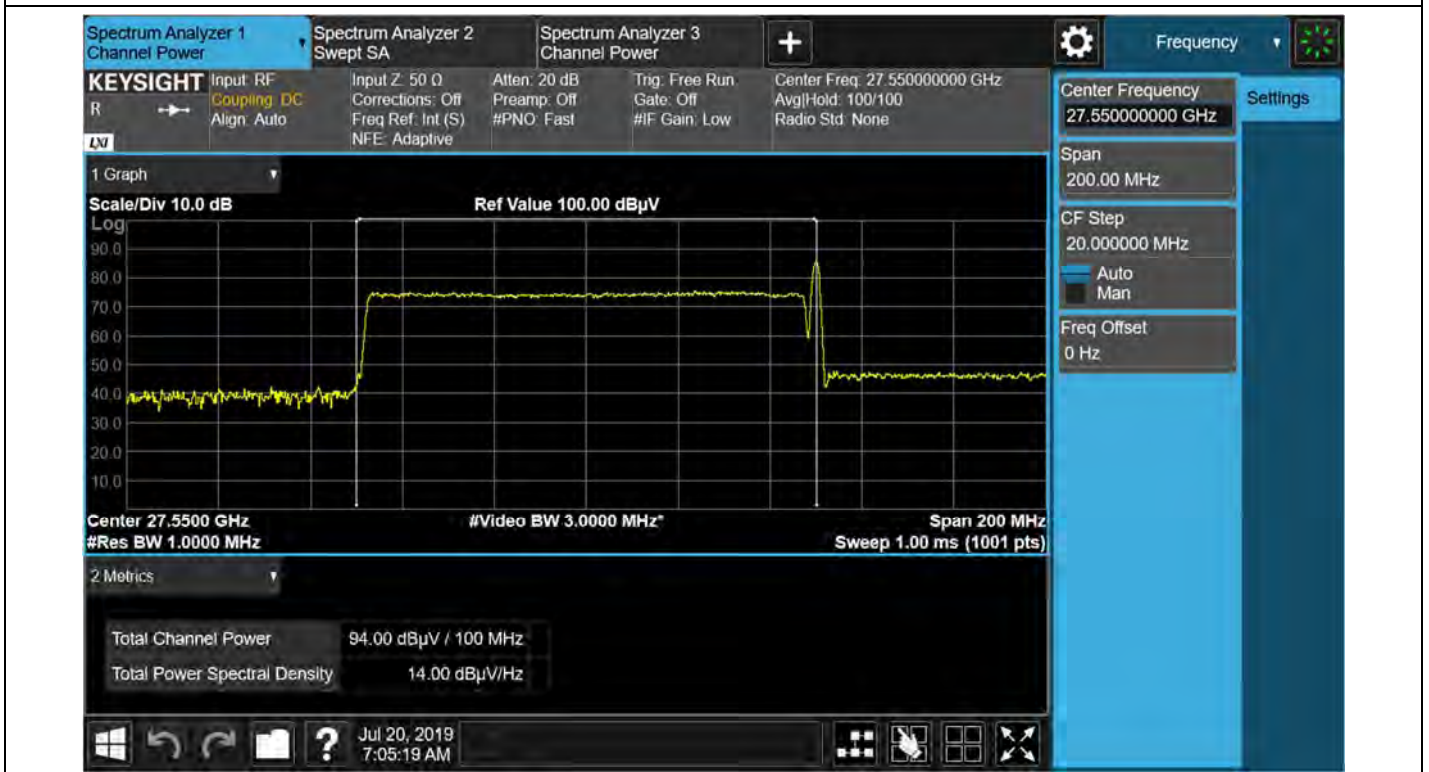 Spectrum Analyzer 1
Channel Power
Spectrum Analyzer 2
Swept SA
Spectrum Analyzer 3
Channel Power
Frequency
KEYSIGHT
R
LXI
Input: RF
Coupling: DC
Align: Auto
Input Z: 50 Ω
Corrections: Off
Freq Ref: Int (S)
NFE: Adaptive
Atten: 20 dB
Preamp: Off
#PNO: Fast
Trig: Free Run
Gate: Off
#IF Gain: Low
Center Freq: 27.550000000 GHz
Avg|Hold: 100/100
Radio Std: None
Center Frequency
27.550000000 GHz
Settings
Span
200.00 MHz
CF Step
20.000000 MHz
Auto
Man
Freq Offset
0 Hz
1 Graph
Scale/Div 10.0 dB
Ref Value 100.00 dBµV
Log
90.0
80.0
70.0
60.0
50.0
40.0
30.0
20.0
10.0
Center 27.5500 GHz
#Video BW 3.0000 MHz*
Span 200 MHz
#Res BW 1.0000 MHz
Sweep 1.00 ms (1001 pts)
2 Metrics
Total Channel Power 94.00 dBµV / 100 MHz
Total Power Spectral Density 14.00 dBµV/Hz
?
Jul 20, 2019
7:05:19 AM